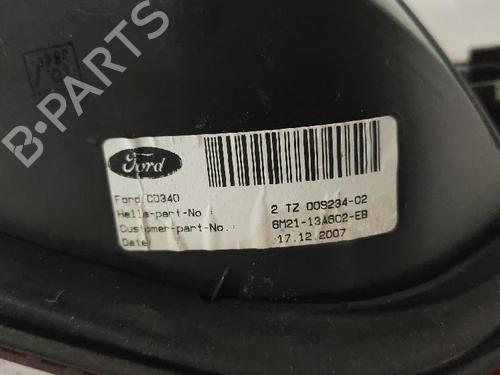 B-PARTS
Ford
Ford CD340
Hella-part-No :
2 TZ 009234-02
Customer-part-No.:
6M21-13A602-EB
Date:
17.12.2007